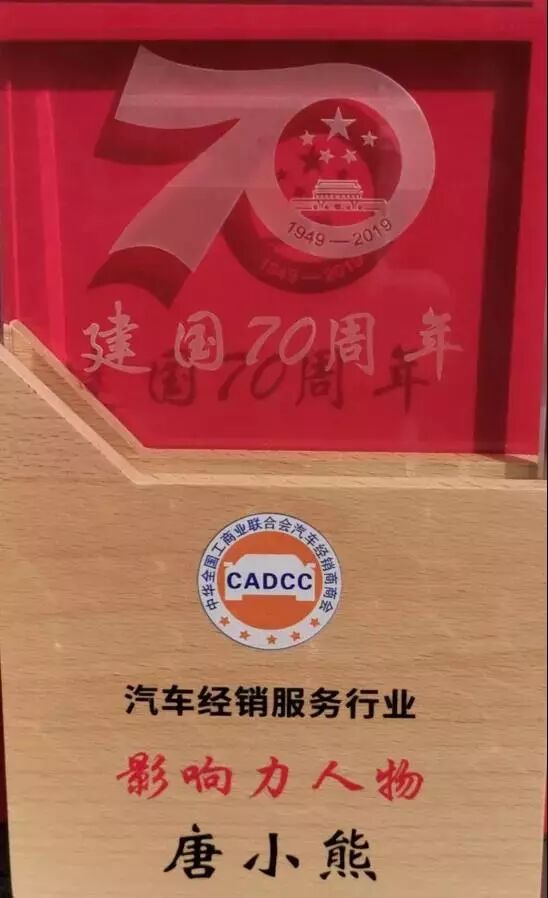 70
1949—2019
建国70周年
中华全国工商业联合会汽车经销商商会
CADCC
汽车经销服务行业
影响力人物
唐小熊